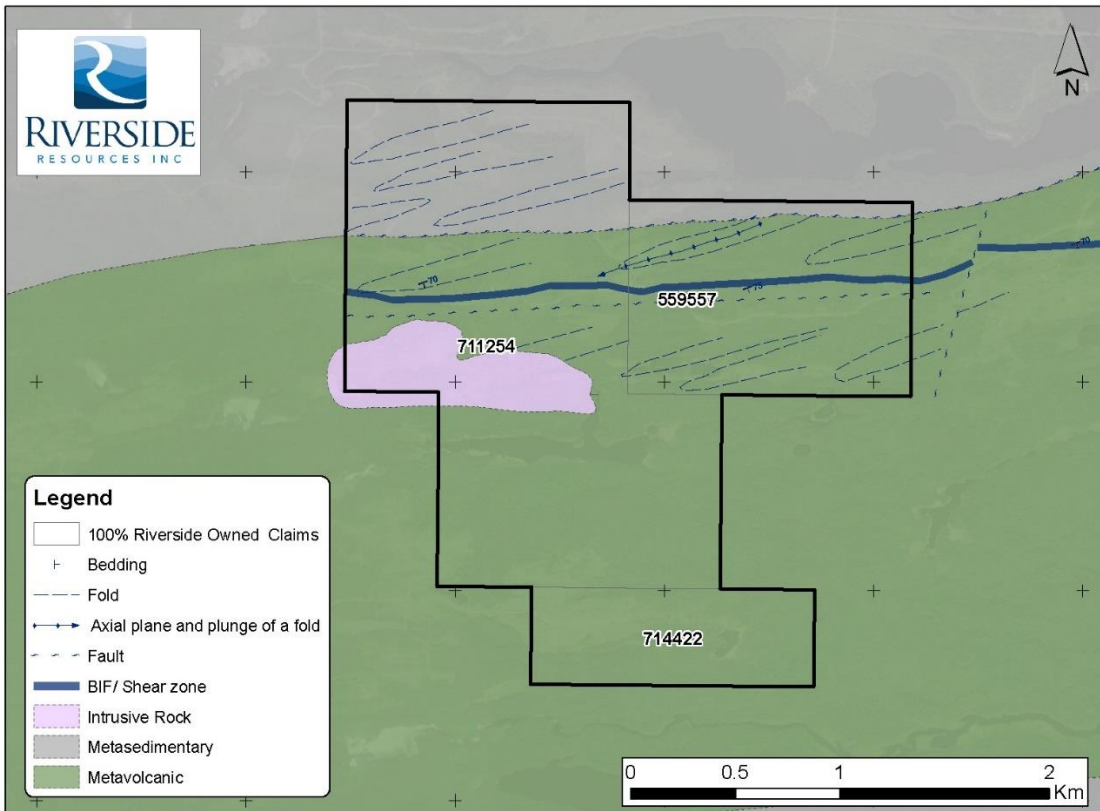 RIVERSIDE
RESOURCES INC
N
70
70
75
559557
711254
714422
Legend
100% Riverside Owned Claims
Bedding
Fold
Axial plane and plunge of a fold
Fault
BIF/ Shear zone
Intrusive Rock
Metasedimentary
Metavolcanic
0 0.5 1 2
Km